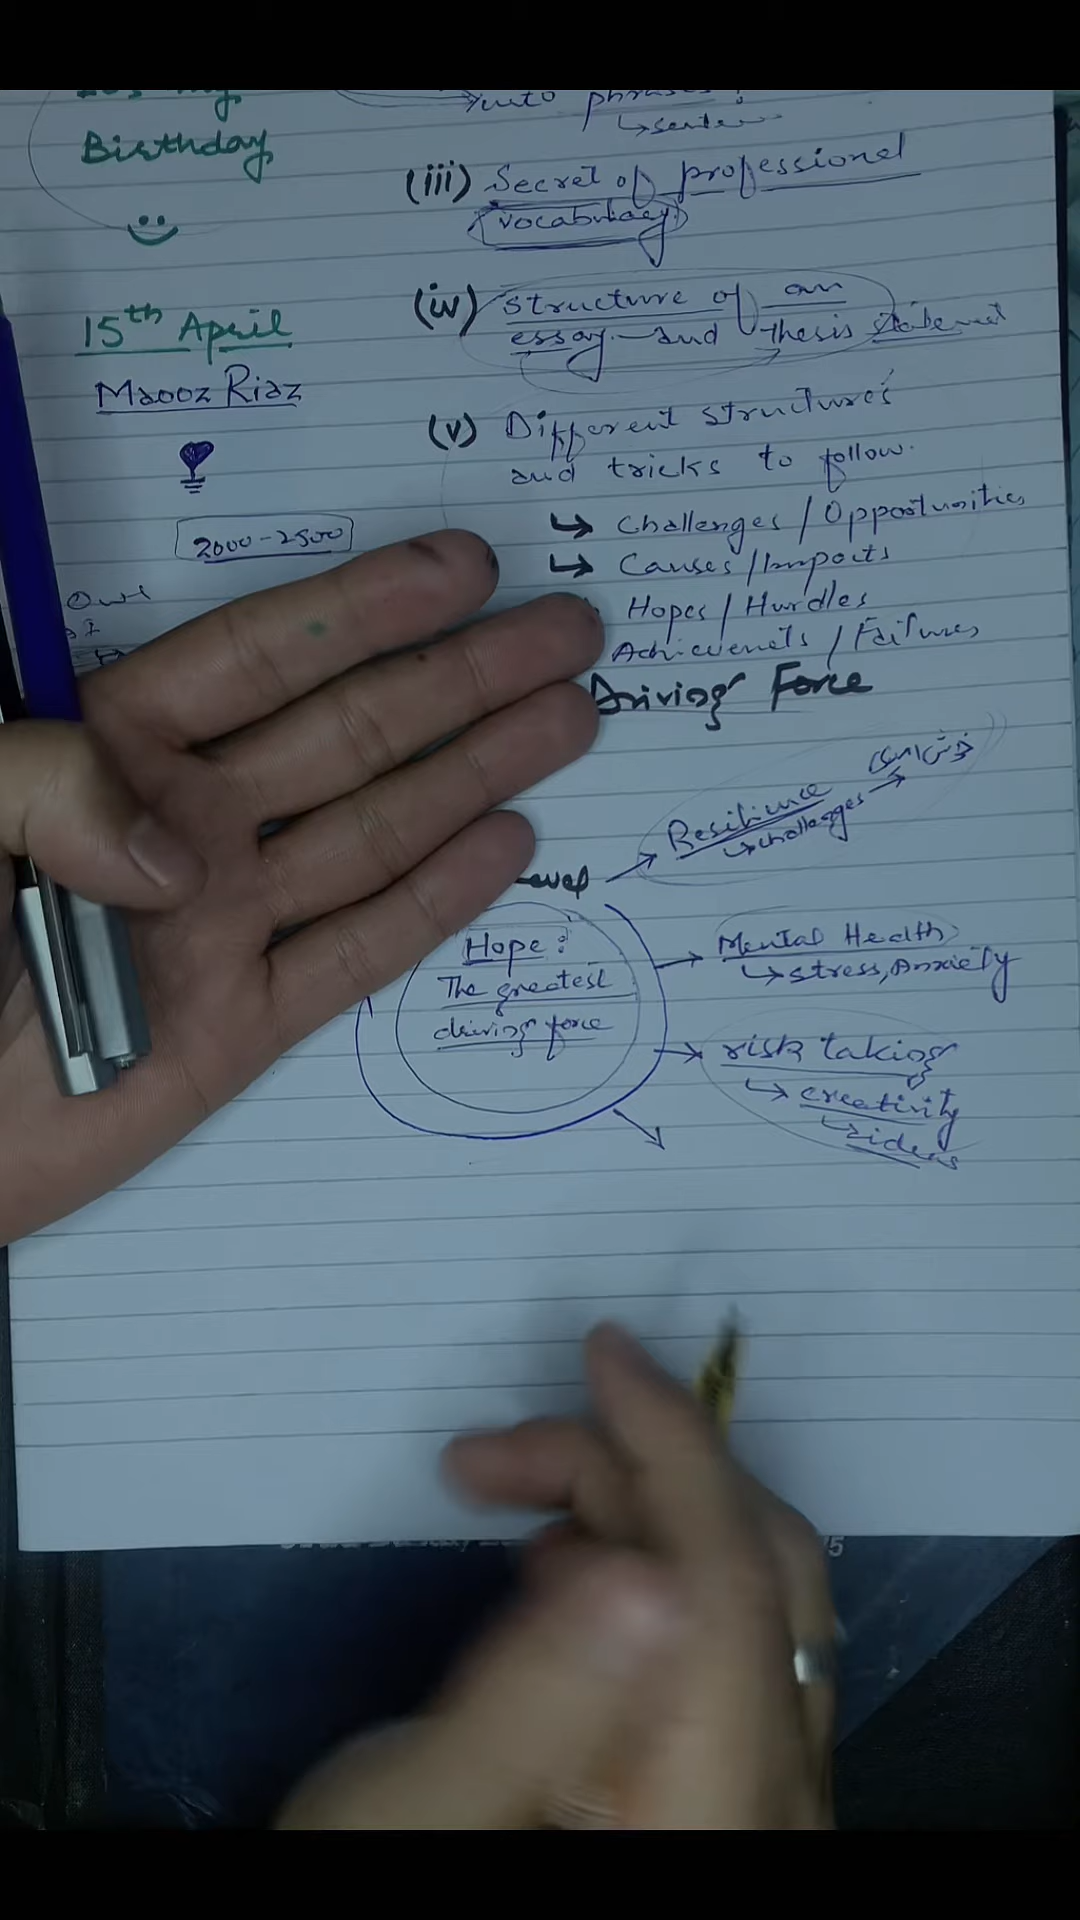 Birthday
15th April
Maooz Riaz
2000-2500
into phrases
(iii) Secret of professional
vocabulary
(iv) structure of an
essay and thesis statement
(v) Different structures
and tricks to follow.
↳ Challenges / Opportunities
↳ Causes / Impacts
Hopes / Hurdles
Achievements / Failures
Driving Force
Resilience
↳ challenges →
Hope:
The greatest
driving force
Mental Health
↳ stress, Anxiety
risk taking
↳ creativity
↳ ideas